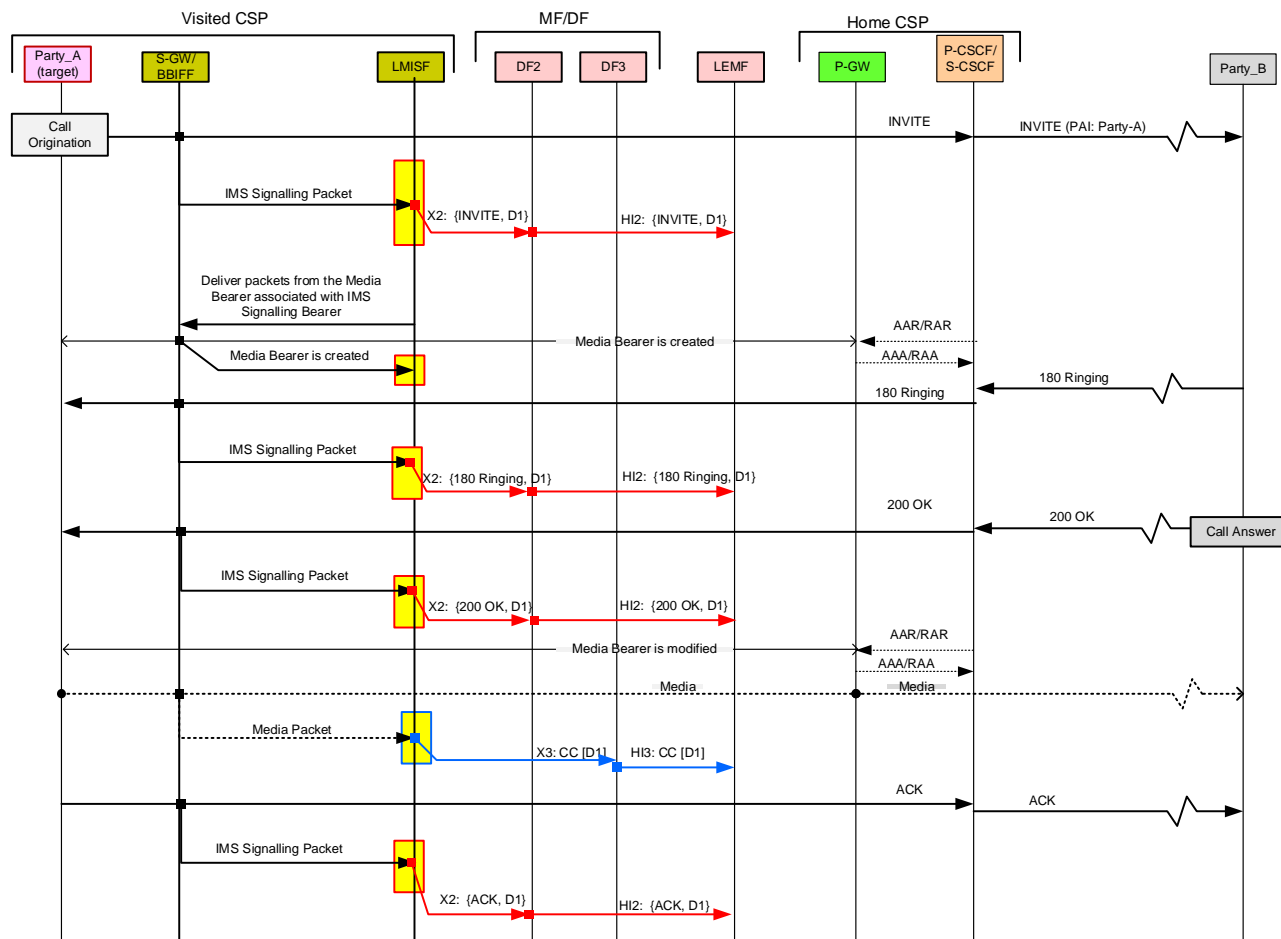 Visited CSP
MF/DF
Home CSP
Party_A
(target)
S-GW/
BBIFF
LMISF
DF2
DF3
LEMF
P-GW
P-CSCF/
S-CSCF
Party_B
Call
Origination
INVITE
INVITE (PAI: Party-A)
IMS Signalling Packet
X2: {INVITE, D1}
HI2: {INVITE, D1}
Deliver packets from the Media
Bearer associated with IMS
Signalling Bearer
AAR/RAR
Media Bearer is created
Media Bearer is created
AAA/RAA
180 Ringing
180 Ringing
IMS Signalling Packet
X2: {180 Ringing, D1}
HI2: {180 Ringing, D1}
200 OK
200 OK
Call Answer
IMS Signalling Packet
X2: {200 OK, D1}
HI2: {200 OK, D1}
AAR/RAR
Media Bearer is modified
AAA/RAA
Media
Media
Media Packet
X3: CC [D1]
HI3: CC [D1]
ACK
ACK
IMS Signalling Packet
X2: {ACK, D1}
HI2: {ACK, D1}